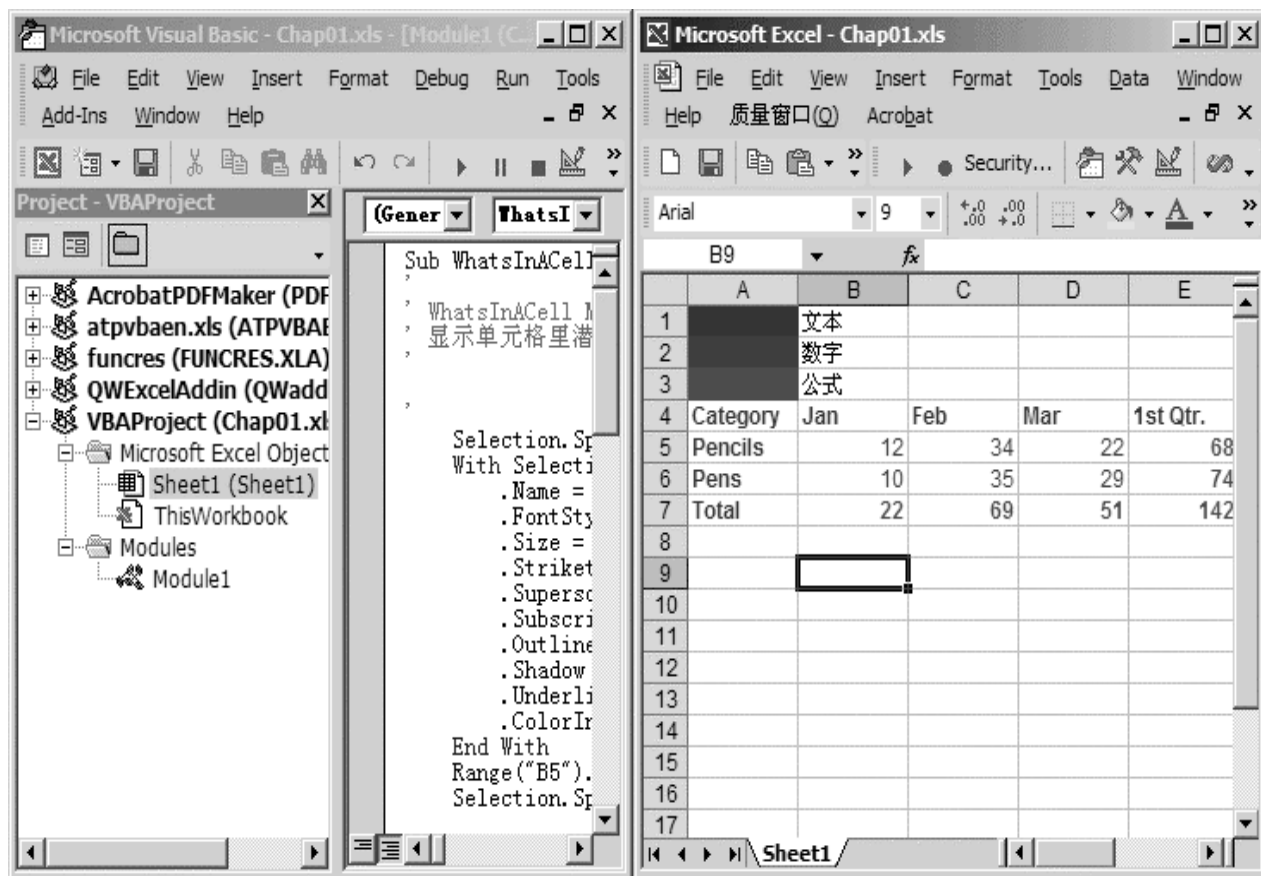 Microsoft Visual Basic - Chap01.xls - [Module1 (C...
File Edit View Insert Format Debug Run Tools
Add-Ins Window Help
Project - VBAProject
AcrobatPDFMaker (PDF
atpvbaen.xls (ATPVBAE
funcres (FUNCRES.XLA)
QWExcelAddin (QWadd
VBAProject (Chap01.xl
Microsoft Excel Object
Sheet1 (Sheet1)
ThisWorkbook
Modules
Module1
(Gener WhatsI
Sub WhatsInACell
'
' WhatsInACell M
' 显示单元格里潜
'
'
Selection.Sp
With Selecti
.Name =
.FontSty
.Size =
.Striket
.Supersc
.Subscri
.Outline
.Shadow
.Underli
.ColorIn
End With
Range("B5").
Selection.Sp
Microsoft Excel - Chap01.xls
File Edit View Insert Format Tools Data Window
Help 质量窗口(Q) Acrobat
Security...
Arial 9
B9 fx
A B C D E
1 文本
2 数字
3 公式
4 Category Jan Feb Mar 1st Qtr.
5 Pencils 12 34 22 68
6 Pens 10 35 29 74
7 Total 22 69 51 142
8
9
10
11
12
13
14
15
16
17
Sheet1